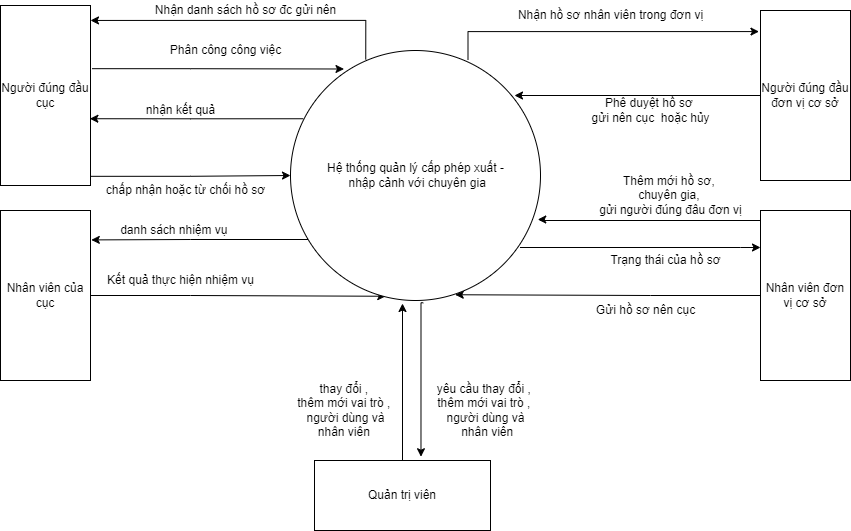 Nhận danh sách hồ sơ đc gửi nên
Phân công công việc
Người đúng đầu
cục
nhận kết quả
chấp nhận hoặc từ chối hồ sơ
Nhận hồ sơ nhân viên trong đơn vị
Người đúng đầu
đơn vị cơ sở
Phê duyệt hồ sơ
gửi nên cục hoặc hủy
Hệ thống quản lý cấp phép xuất -
nhập cảnh với chuyên gia
Thêm mới hồ sơ,
chuyên gia,
gửi người đúng đầu đơn vị
danh sách nhiệm vụ
Trạng thái của hồ sơ
Nhân viên của
cục
Kết quả thực hiện nhiệm vụ
Nhân viên đơn
vị cơ sở
Gửi hồ sơ nên cục
thay đổi ,
thêm mới vai trò ,
người dùng và
nhân viên
yêu cầu thay đổi ,
thêm mới vai trò ,
người dùng và
nhân viên
Quản trị viên